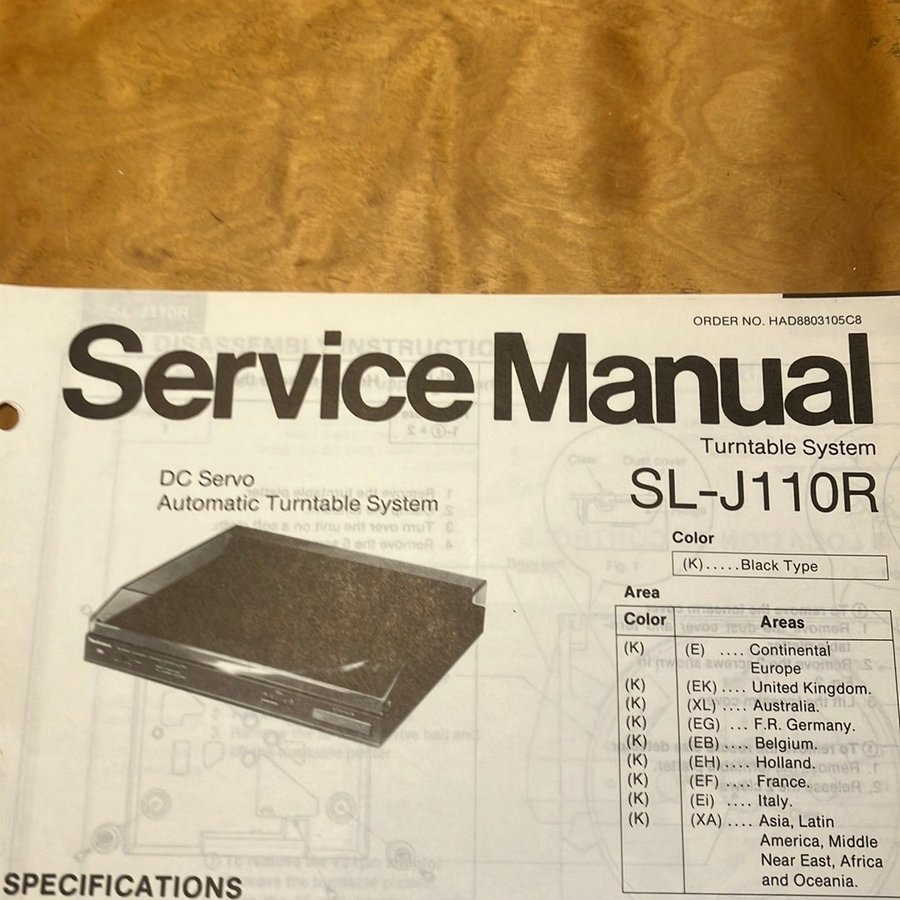 ORDER NO. HAD8803105C8
Service Manual
Turntable System
DC Servo
Automatic Turntable System
SL-J110R
Color
(K).....Black Type
Area
Color Areas
(K) (E) .... Continental
Europe
(K) (EK) .... United Kingdom.
(K) (XL) .... Australia.
(K) (EG) ... F.R. Germany.
(K) (EB) .... Belgium.
(K) (EH) .... Holland.
(K) (EF) .... France.
(K) (Ei) .... Italy.
(K) (XA) .... Asia, Latin
America, Middle
Near East, Africa
and Oceania.
SPECIFICATIONS